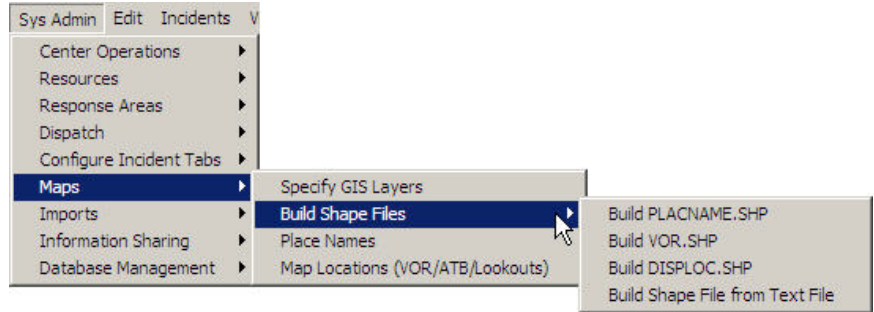 Sys Admin Edit Incidents
Center Operations
Resources
Response Areas
Dispatch
Configure Incident Tabs
Maps
Imports
Information Sharing
Database Management
Specify GIS Layers
Build Shape Files
Place Names
Map Locations (VOR/ATB/Lookouts)
Build PLACNAME.SHP
Build VOR.SHP
Build DISPLOC.SHP
Build Shape File from Text File